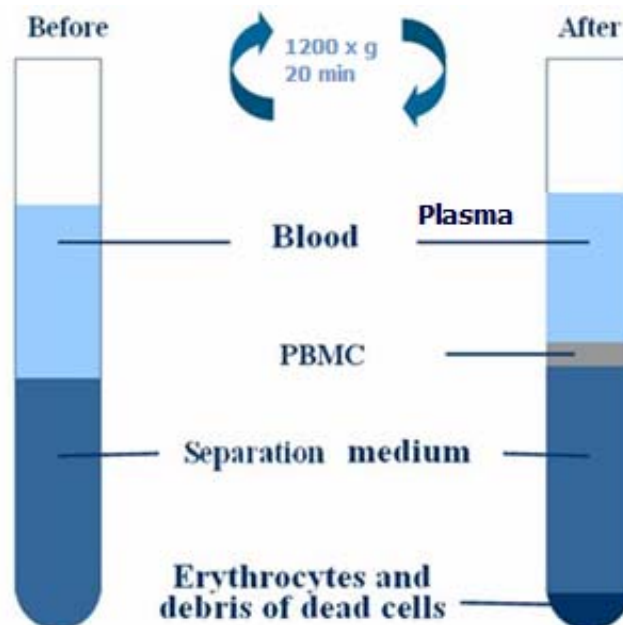 Before
1200 x g
20 min
After
Blood
Plasma
PBMC
Separation medium
Erythrocytes and
debris of dead cells